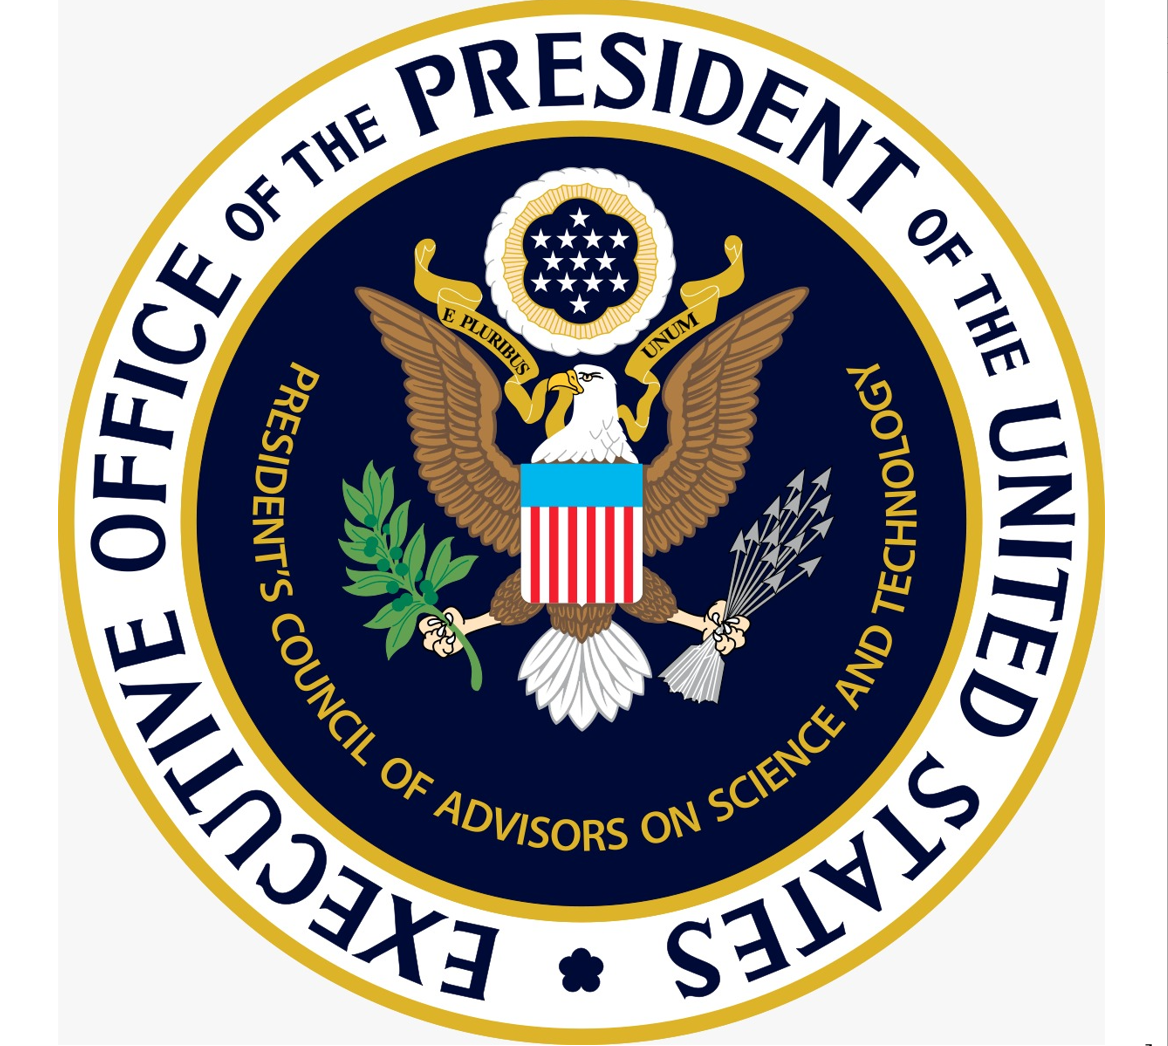 EXECUTIVE OFFICE OF THE PRESIDENT OF THE UNITED STATES
E PLURIBUS UNUM
PRESIDENT'S COUNCIL OF ADVISORS ON SCIENCE AND TECHNOLOGY